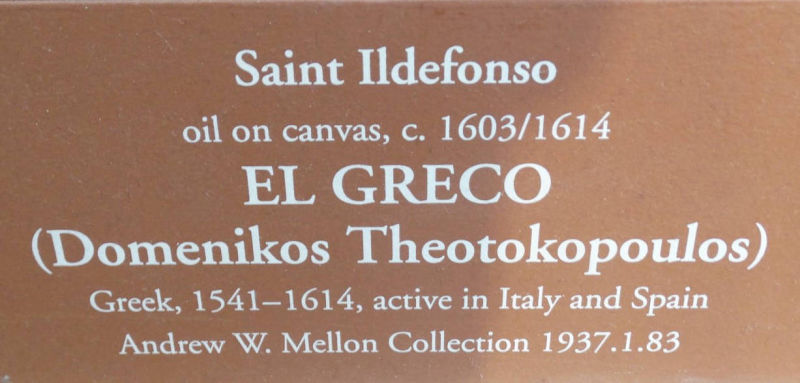 Saint Ildefonso
oil on canvas, c. 1603/1614
EL GRECO
(Domenikos Theotokopoulos)
Greek, 1541–1614, active in Italy and Spain
Andrew W. Mellon Collection 1937.1.83